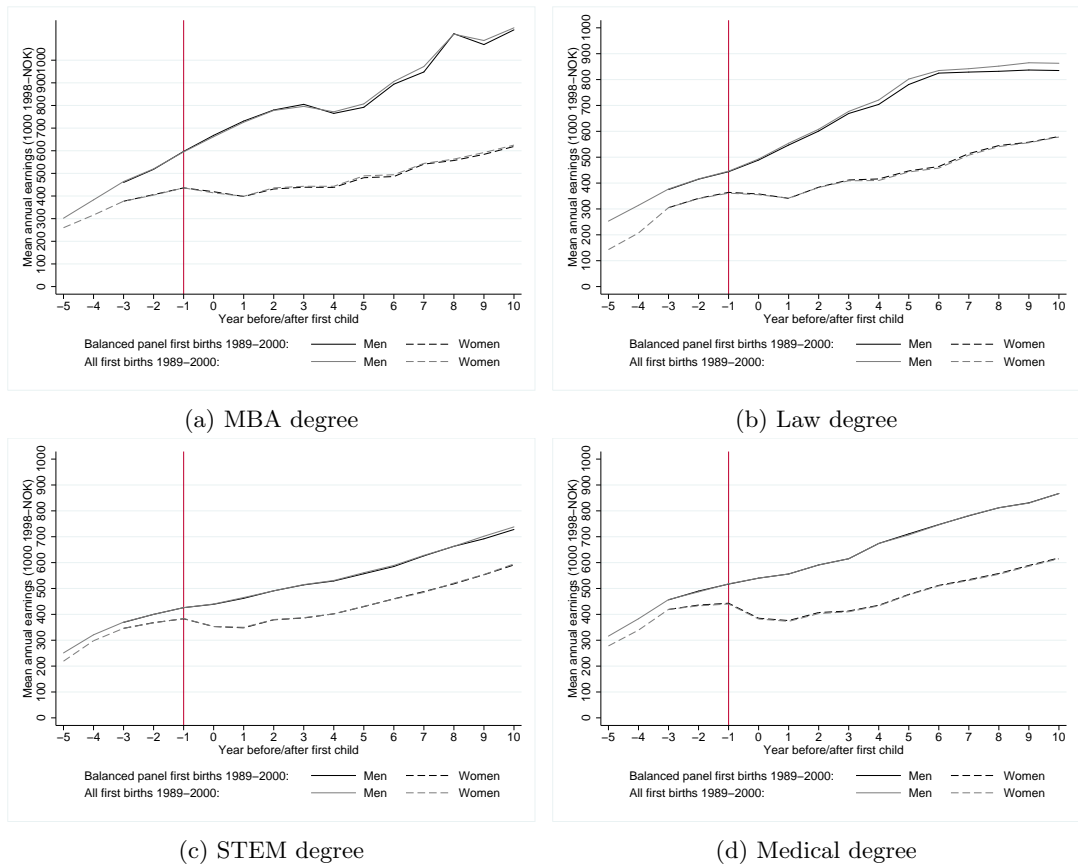 Mean annual earnings (1000 1998−NOK)
0 100 200 300 400 500 600 700 800 900 1000
−5 −4 −3 −2 −1 0 1 2 3 4 5 6 7 8 9 10
Year before/after first child
Balanced panel first births 1989−2000: Men Women
All first births 1989−2000: Men Women
(a) MBA degree
Mean annual earnings (1000 1998−NOK)
0 100 200 300 400 500 600 700 800 900 1000
−5 −4 −3 −2 −1 0 1 2 3 4 5 6 7 8 9 10
Year before/after first child
Balanced panel first births 1989−2000: Men Women
All first births 1989−2000: Men Women
(b) Law degree
Mean annual earnings (1000 1998−NOK)
0 100 200 300 400 500 600 700 800 900 1000
−5 −4 −3 −2 −1 0 1 2 3 4 5 6 7 8 9 10
Year before/after first child
Balanced panel first births 1989−2000: Men Women
All first births 1989−2000: Men Women
(c) STEM degree
Mean annual earnings (1000 1998−NOK)
0 100 200 300 400 500 600 700 800 900 1000
−5 −4 −3 −2 −1 0 1 2 3 4 5 6 7 8 9 10
Year before/after first child
Balanced panel first births 1989−2000: Men Women
All first births 1989−2000: Men Women
(d) Medical degree